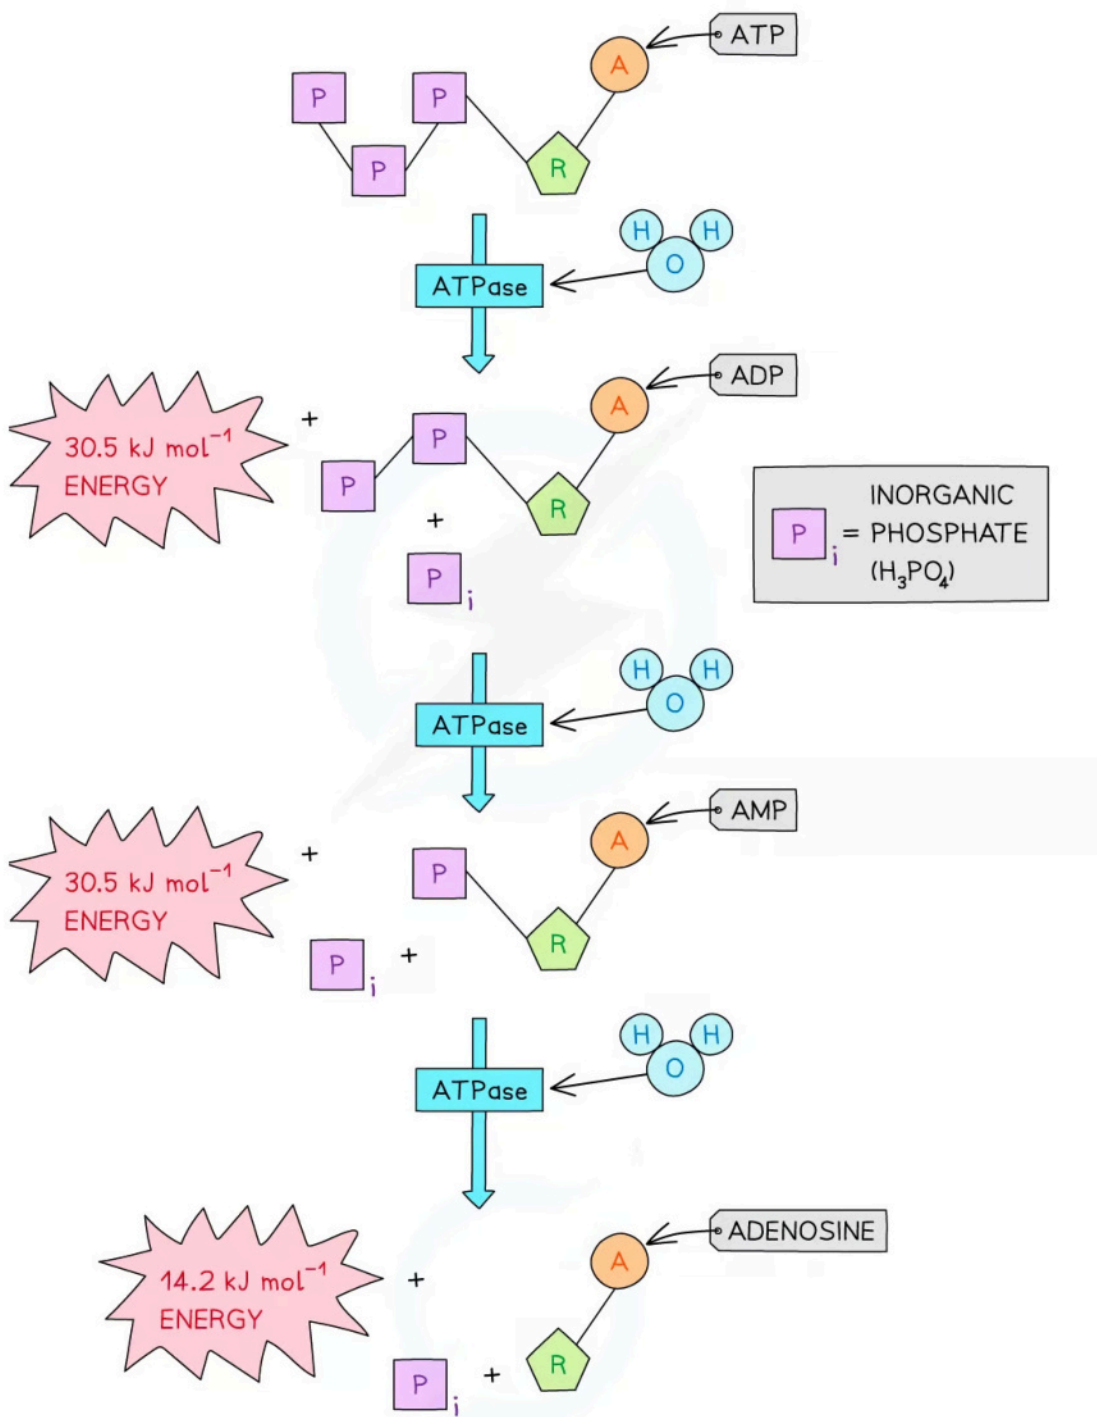 ATP
A
P P
P
R
H H
O
ATPase
ADP
A
30.5 kJ mol⁻¹
ENERGY
+
P
P
R
+
P i
INORGANIC
P i = PHOSPHATE
(H₃PO₄)
H H
O
ATPase
AMP
A
30.5 kJ mol⁻¹
ENERGY
+
P
R
P i +
H H
O
ATPase
ADENOSINE
A
14.2 kJ mol⁻¹
ENERGY
+
R
P i +